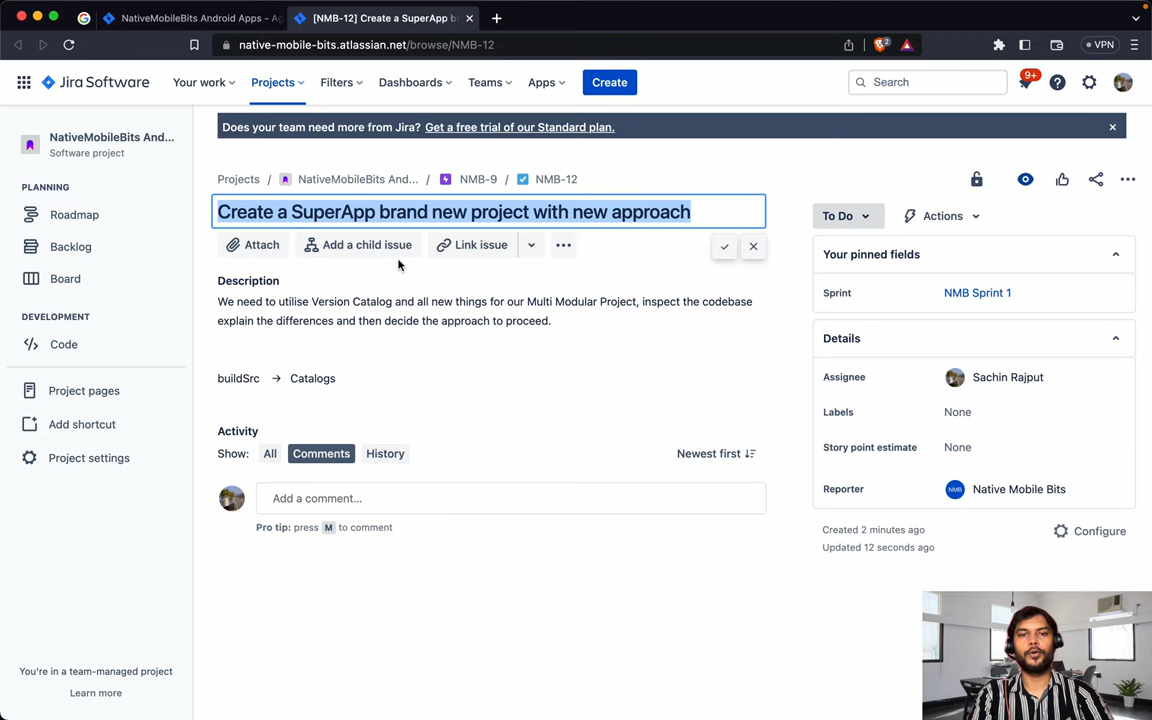 NativeMobileBits Android Apps - Ag
[NMB-12] Create a SuperApp b
native-mobile-bits.atlassian.net/browse/NMB-12
2
VPN
Jira Software
Your work
Projects
Filters
Dashboards
Teams
Apps
Create
Search
9+
NativeMobileBits And...
Software project
PLANNING
Roadmap
Backlog
Board
DEVELOPMENT
Code
Project pages
Add shortcut
Project settings
You're in a team-managed project
Learn more
Does your team need more from Jira? Get a free trial of our Standard plan.
Projects / NativeMobileBits And... / NMB-9 / NMB-12
Create a SuperApp brand new project with new approach
Attach
Add a child issue
Link issue
Description
We need to utilise Version Catalog and all new things for our Multi Modular Project, inspect the codebase
explain the differences and then decide the approach to proceed.
buildSrc → Catalogs
Activity
Show: All Comments History
Newest first
Add a comment...
Pro tip: press M to comment
To Do
Actions
Your pinned fields
Sprint NMB Sprint 1
Details
Assignee Sachin Rajput
Labels None
Story point estimate None
Reporter NMB Native Mobile Bits
Created 2 minutes ago
Updated 12 seconds ago
Configure